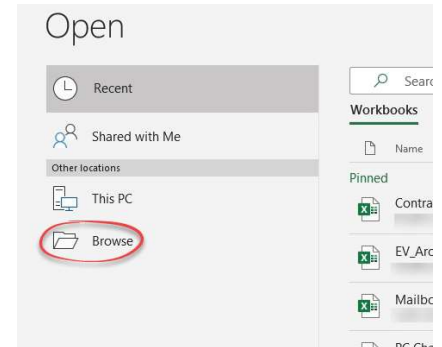 Open
Recent
Shared with Me
Other locations
This PC
Browse
Workbooks
Name
Pinned